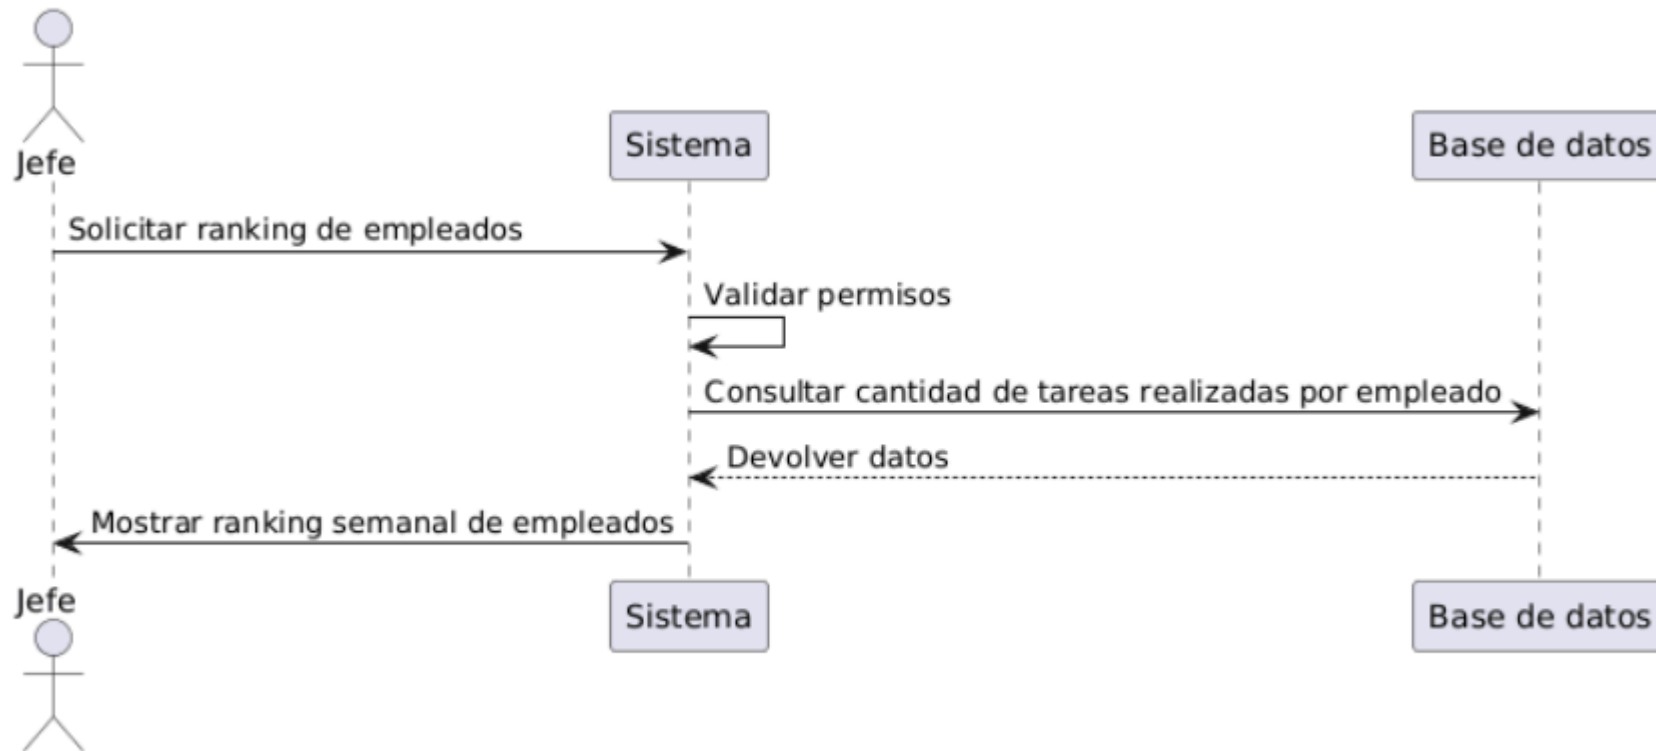 Jefe
Sistema
Base de datos
Solicitar ranking de empleados
Validar permisos
Consultar cantidad de tareas realizadas por empleado
Devolver datos
Mostrar ranking semanal de empleados
Jefe
Sistema
Base de datos